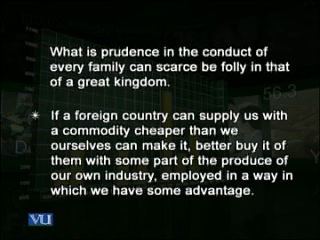 What is prudence in the conduct of
every family can scarce be folly in that
of a great kingdom.
✶ If a foreign country can supply us with
a commodity cheaper than we
ourselves can make it, better buy it of
them with some part of the produce of
our own industry, employed in a way in
which we have some advantage.
VU